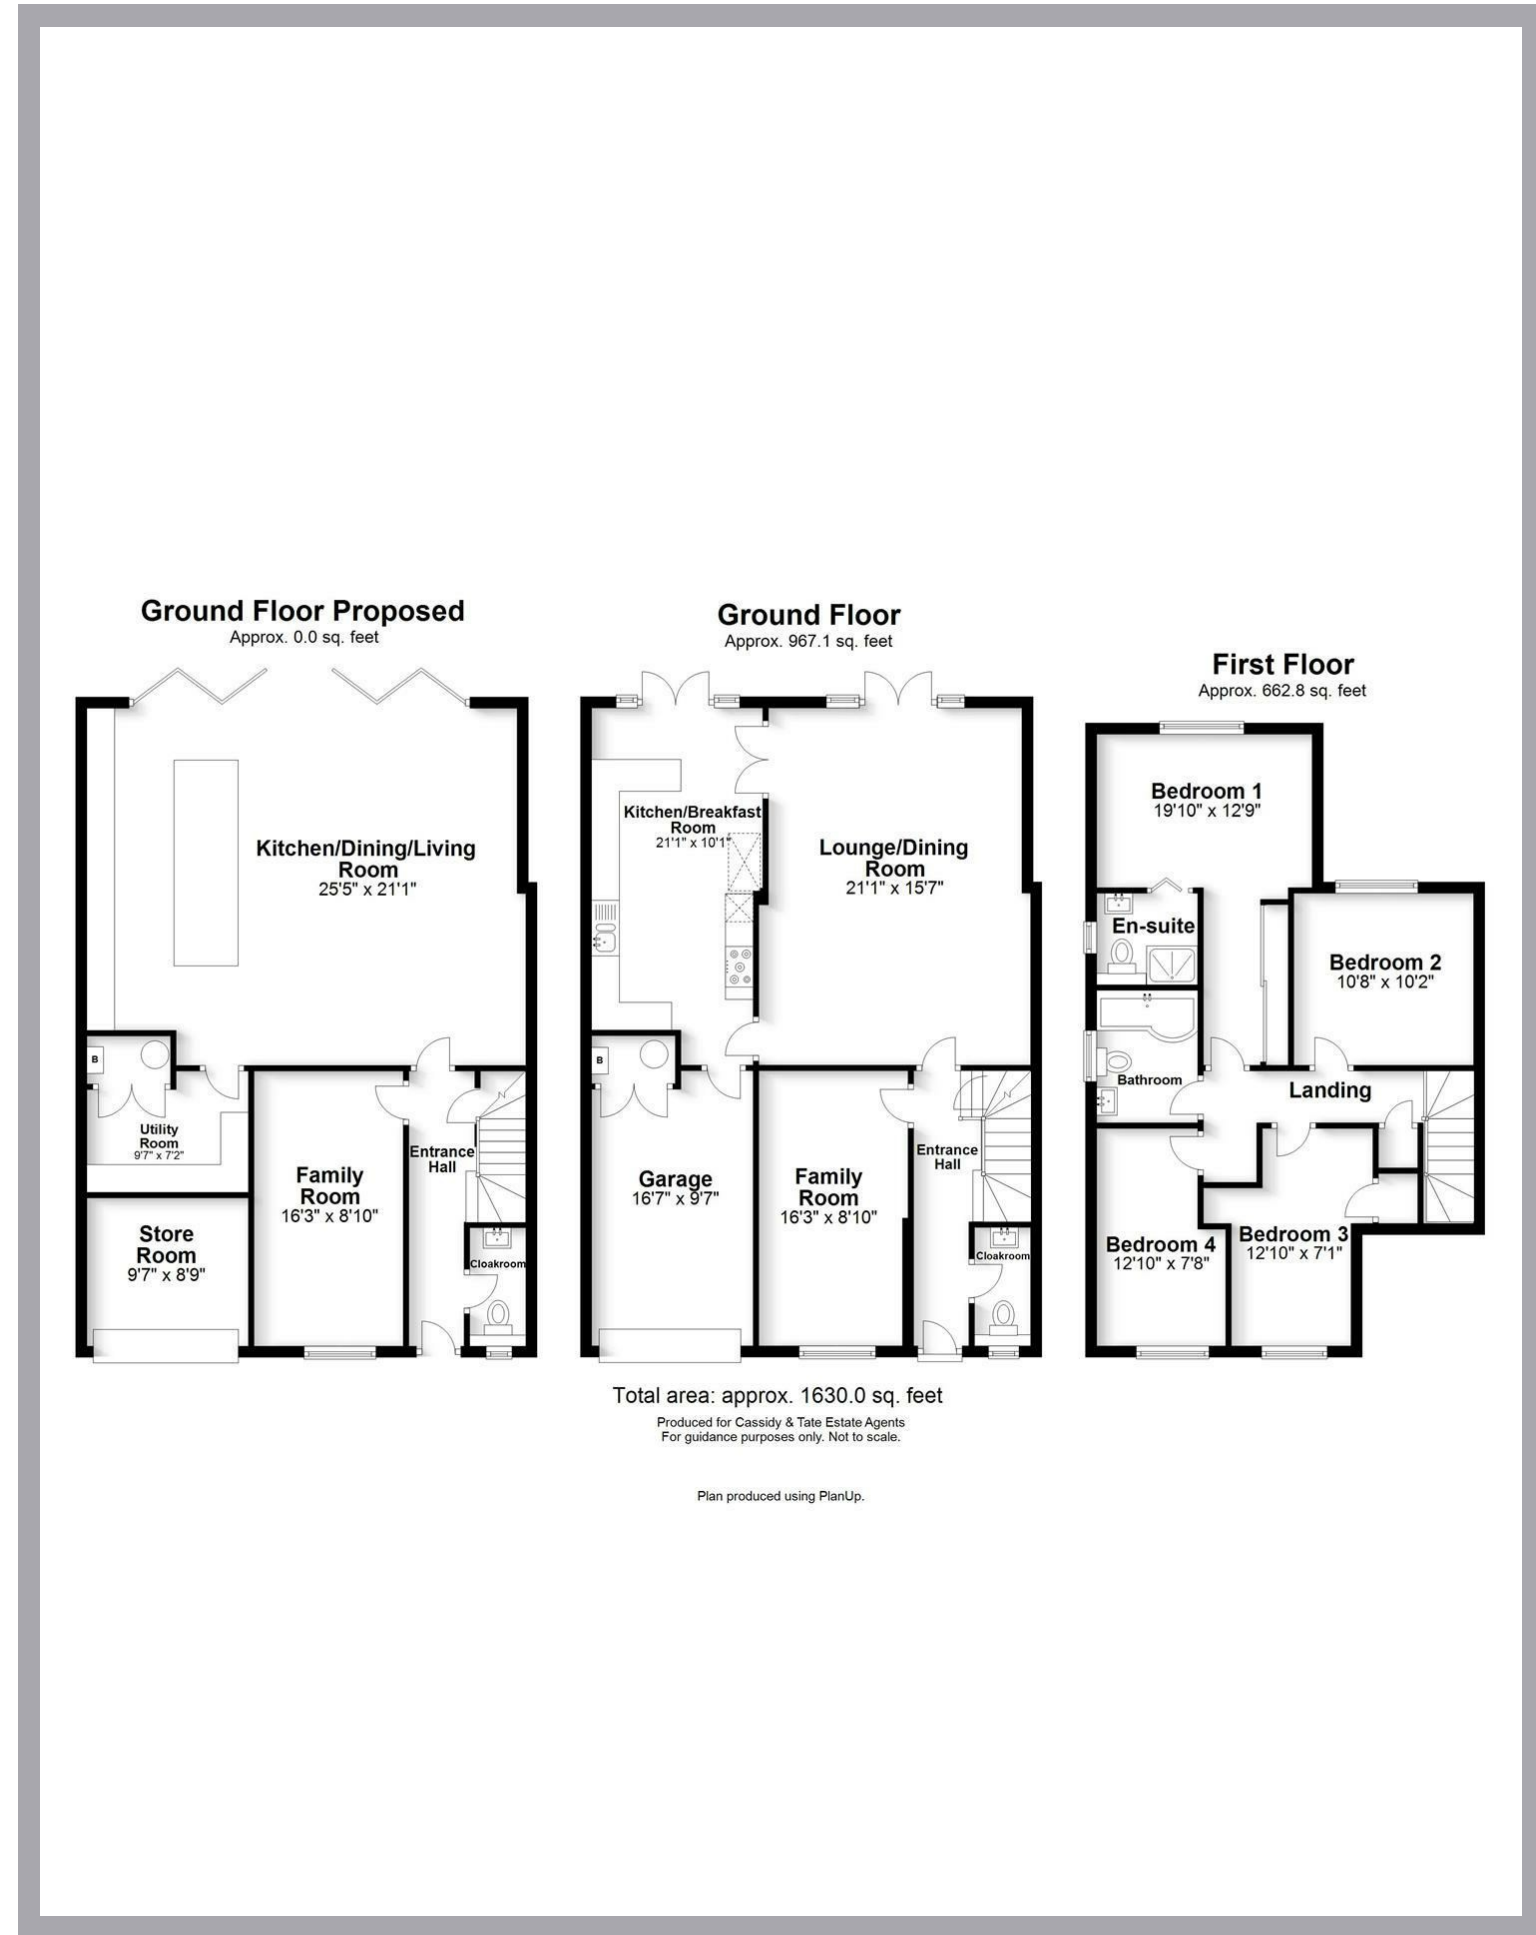 Ground Floor Proposed
Approx. 0.0 sq. feet
Kitchen/Dining/Living
Room
25'5" x 21'1"
B
Utility
Room
9'7" x 7'2"
Store
Room
9'7" x 8'9"
Family
Room
16'3" x 8'10"
Entrance
Hall
Cloakroom
Ground Floor
Approx. 967.1 sq. feet
Kitchen/Breakfast
Room
21'1" x 10'1"
Lounge/Dining
Room
21'1" x 15'7"
B
Garage
16'7" x 9'7"
Family
Room
16'3" x 8'10"
Entrance
Hall
Cloakroom
First Floor
Approx. 662.8 sq. feet
Bedroom 1
19'10" x 12'9"
En-suite
Bedroom 2
10'8" x 10'2"
Bathroom
Landing
Bedroom 4
12'10" x 7'8"
Bedroom 3
12'10" x 7'1"
Total area: approx. 1630.0 sq. feet
Produced for Cassidy & Tate Estate Agents
For guidance purposes only. Not to scale.
Plan produced using PlanUp.